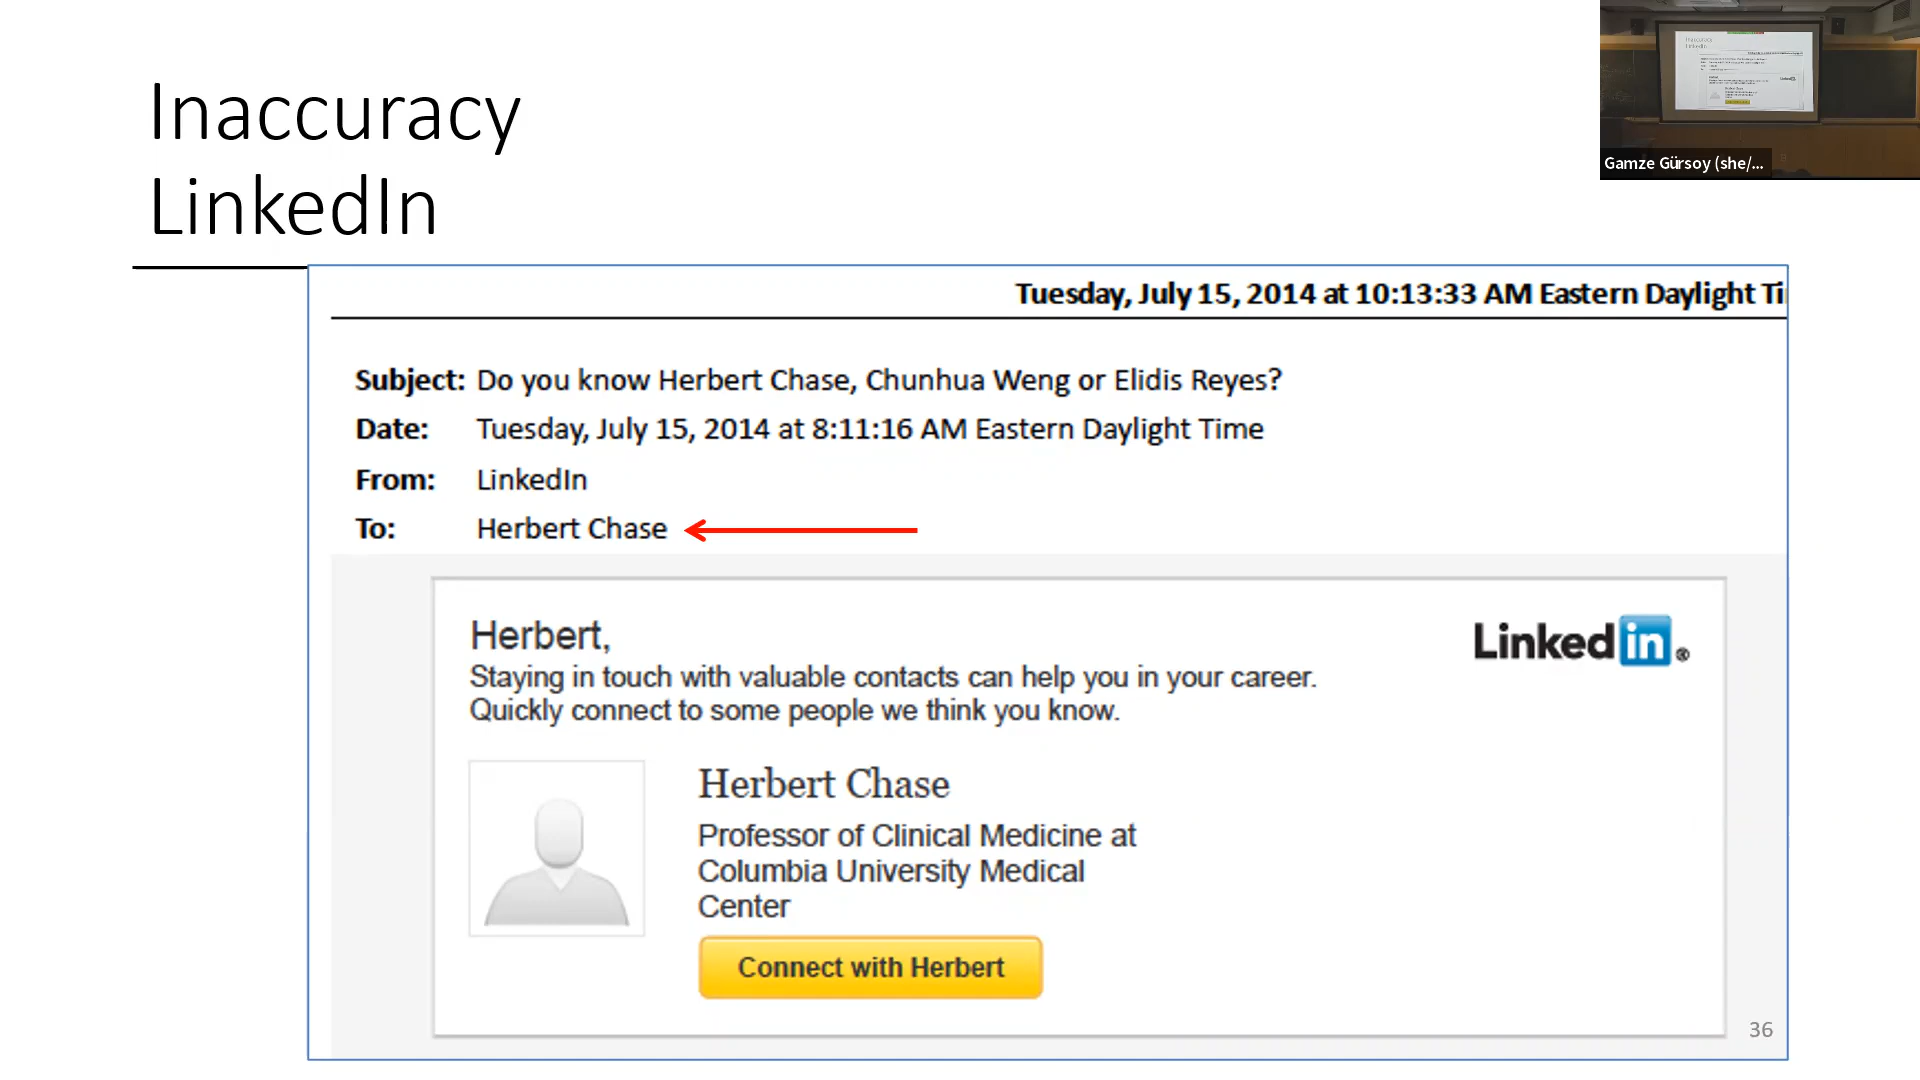 Inaccuracy
LinkedIn
Gamze Gürsoy (she/...
Tuesday, July 15, 2014 at 10:13:33 AM Eastern Daylight Ti
Subject: Do you know Herbert Chase, Chunhua Weng or Elidis Reyes?
Date: Tuesday, July 15, 2014 at 8:11:16 AM Eastern Daylight Time
From: LinkedIn
To: Herbert Chase
Herbert,
LinkedIn®
Staying in touch with valuable contacts can help you in your career.
Quickly connect to some people we think you know.
Herbert Chase
Professor of Clinical Medicine at
Columbia University Medical
Center
Connect with Herbert
36